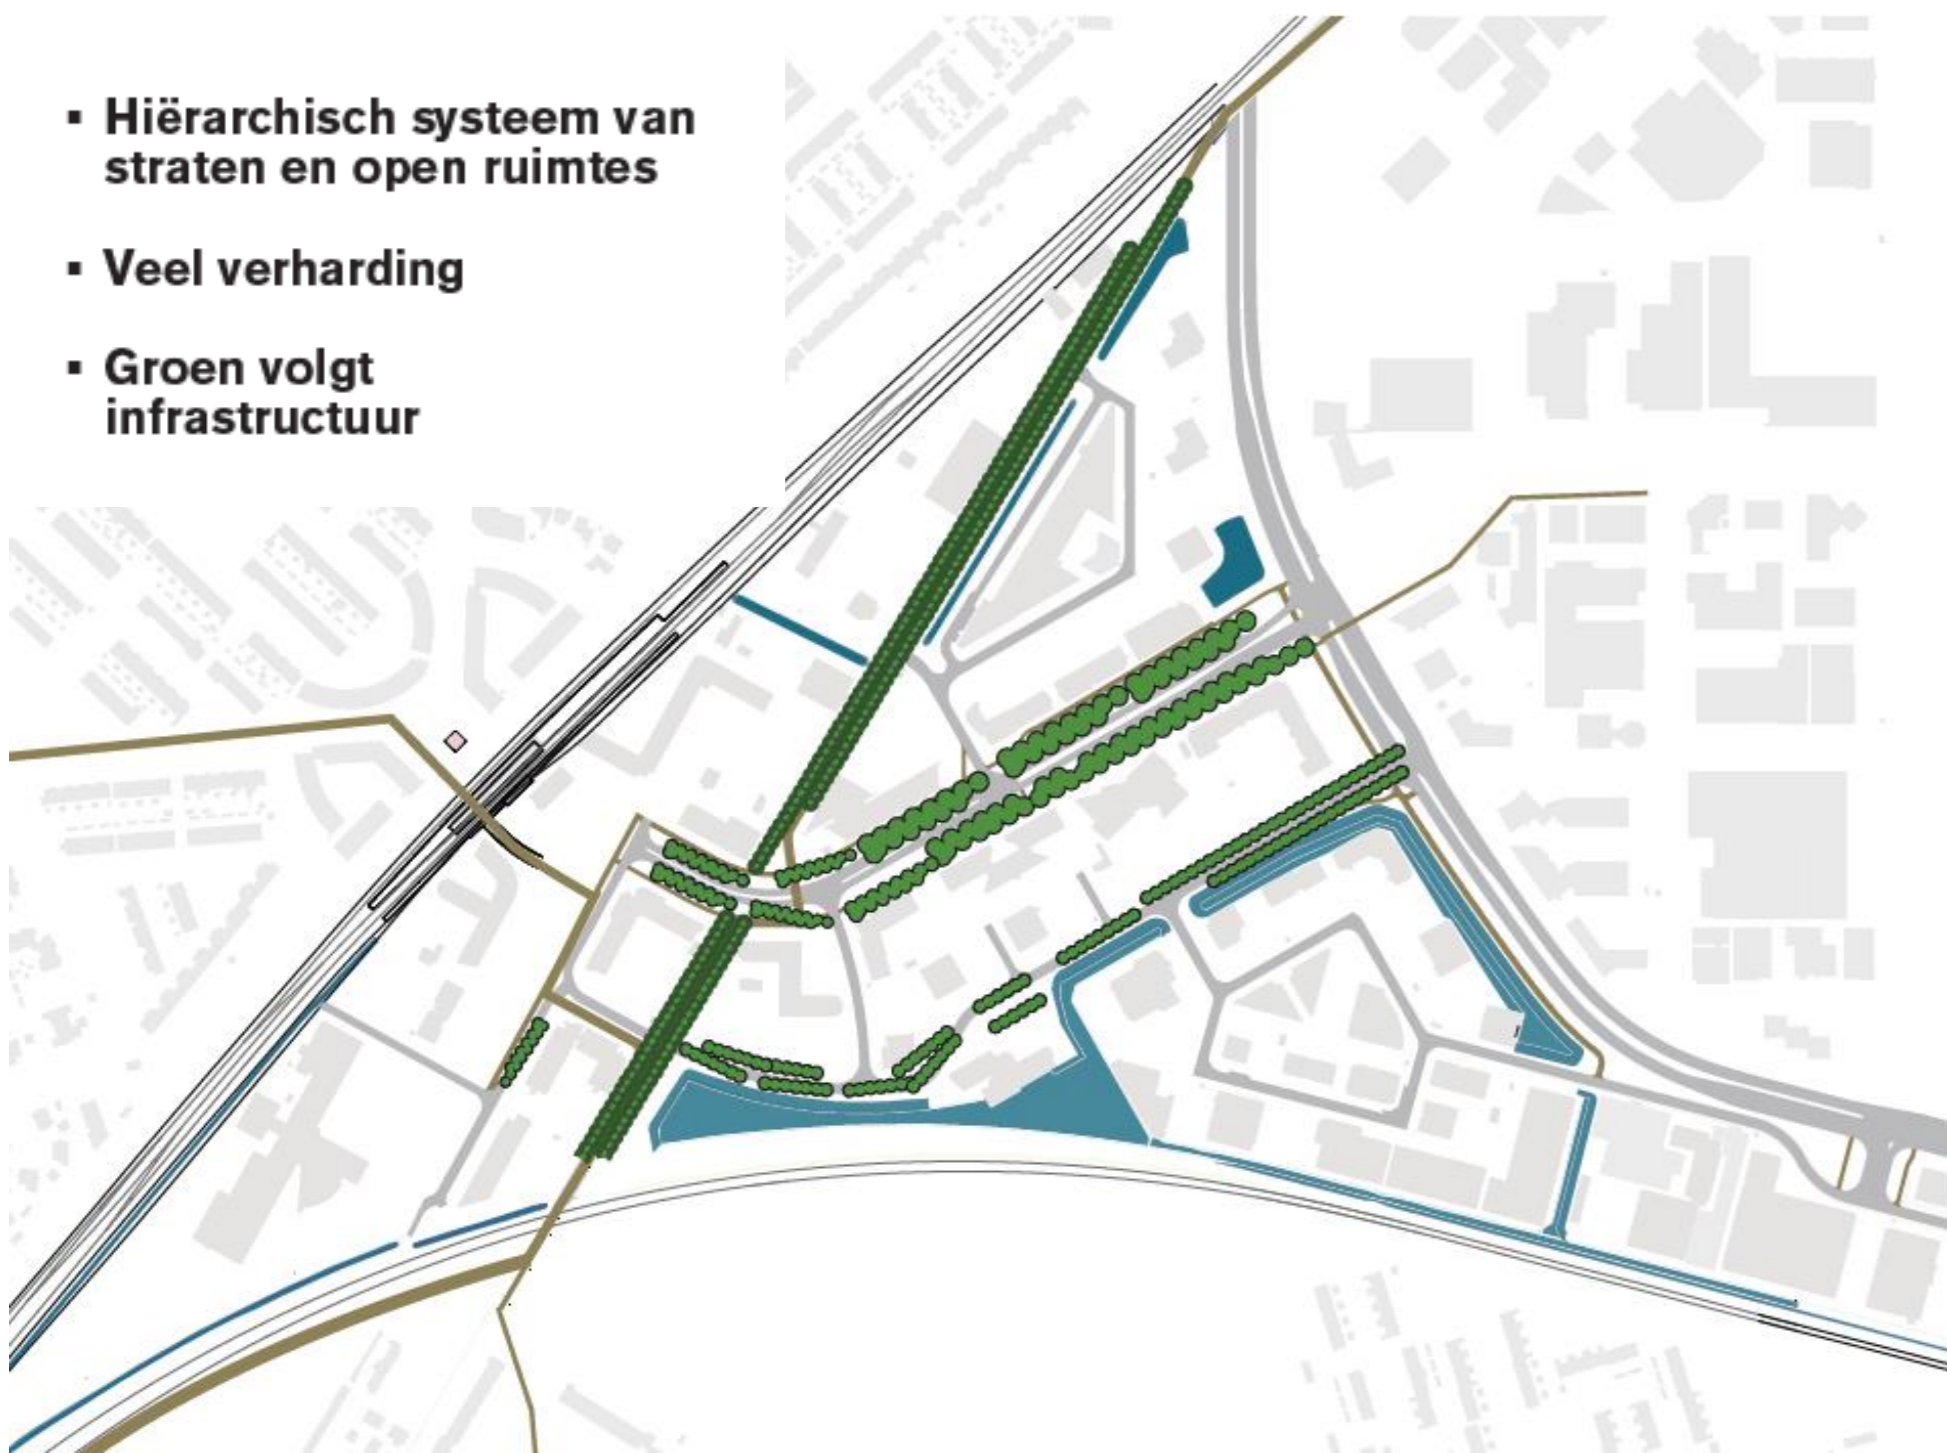 ▪ Hiërarchisch systeem van
straten en open ruimtes
▪ Veel verharding
▪ Groen volgt
infrastructuur